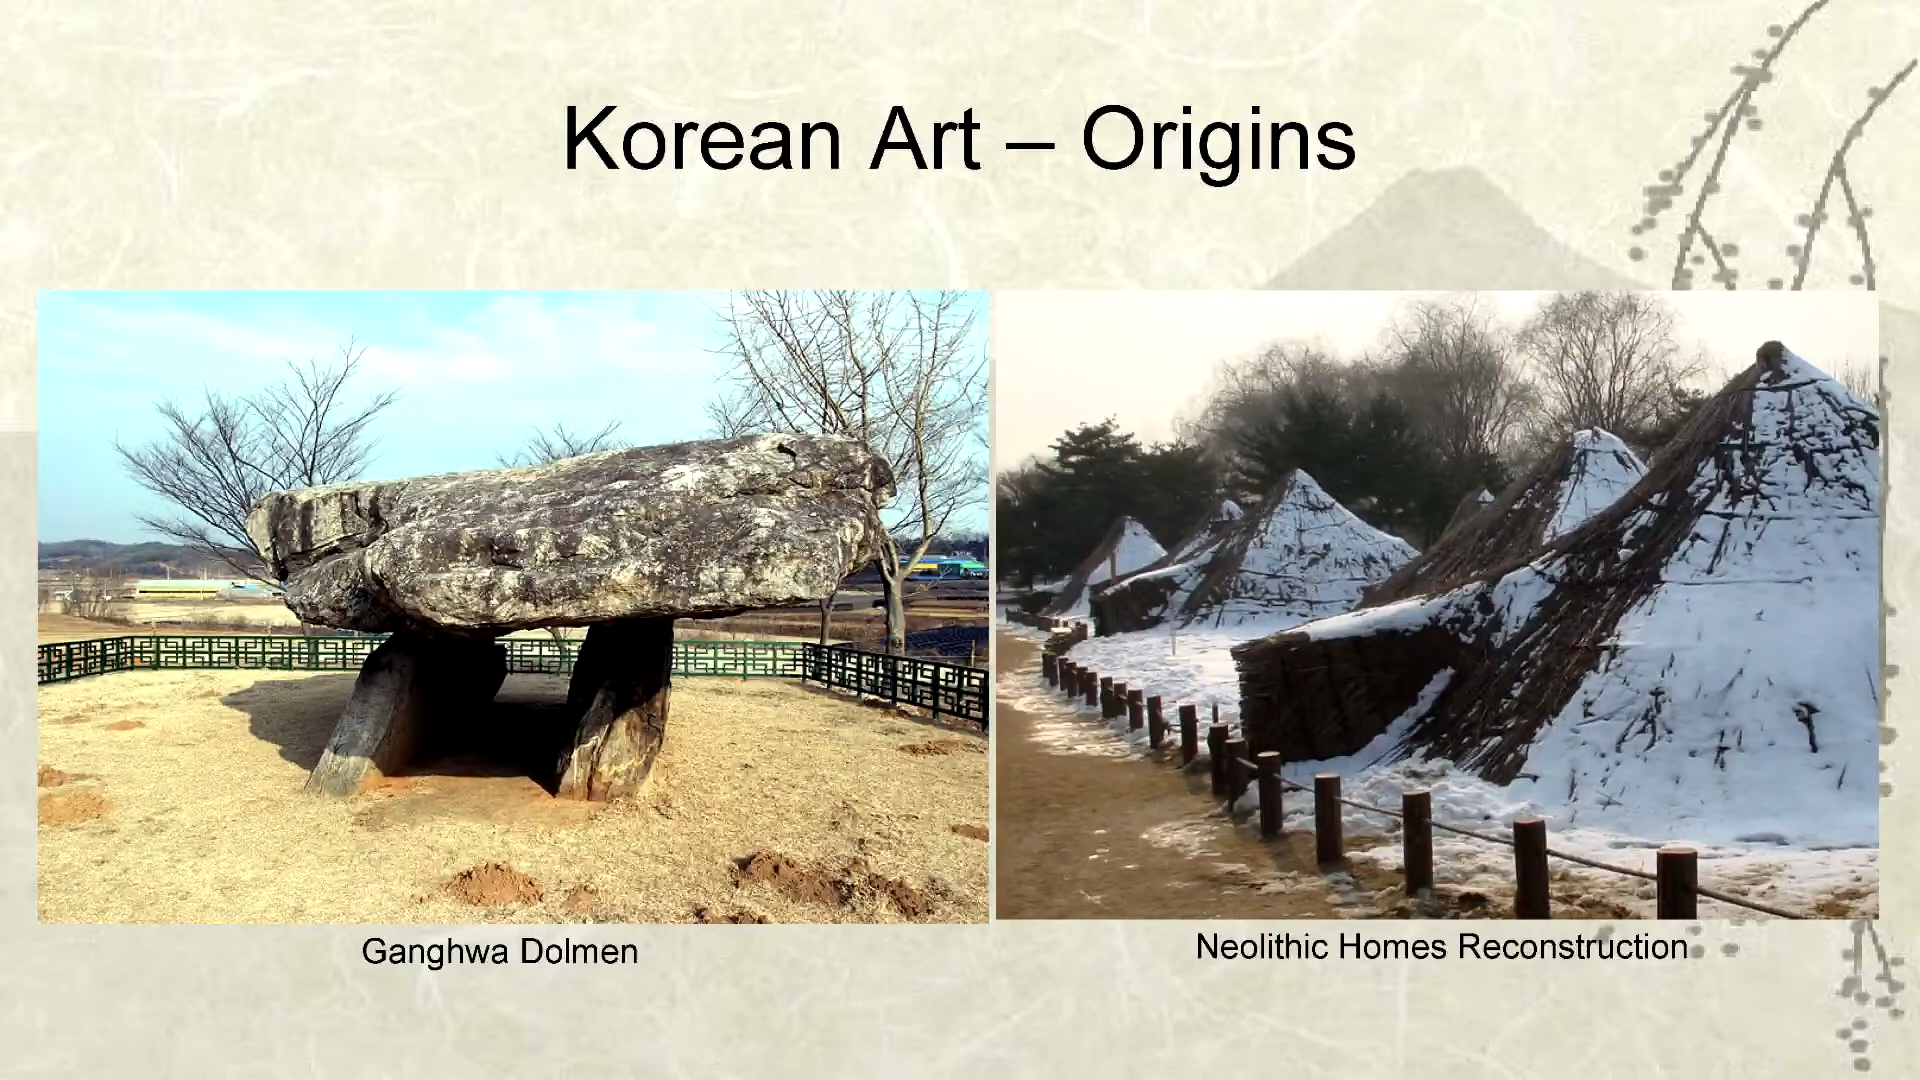 Korean Art – Origins
Ganghwa Dolmen
Neolithic Homes Reconstruction